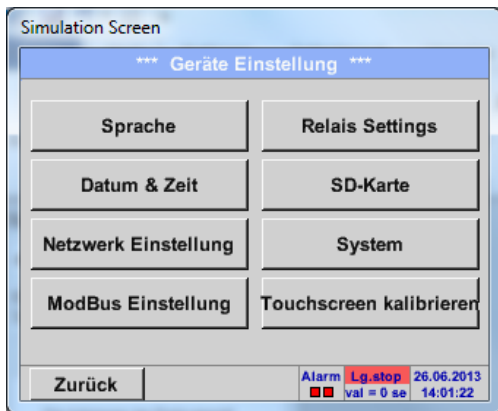 Simulation Screen
*** Geräte Einstellung ***
Sprache
Relais Settings
Datum & Zeit
SD-Karte
Netzwerk Einstellung
System
ModBus Einstellung
Touchscreen kalibrieren
Zurück
Alarm
Lg.stop
26.06.2013
val = 0 se
14:01:22